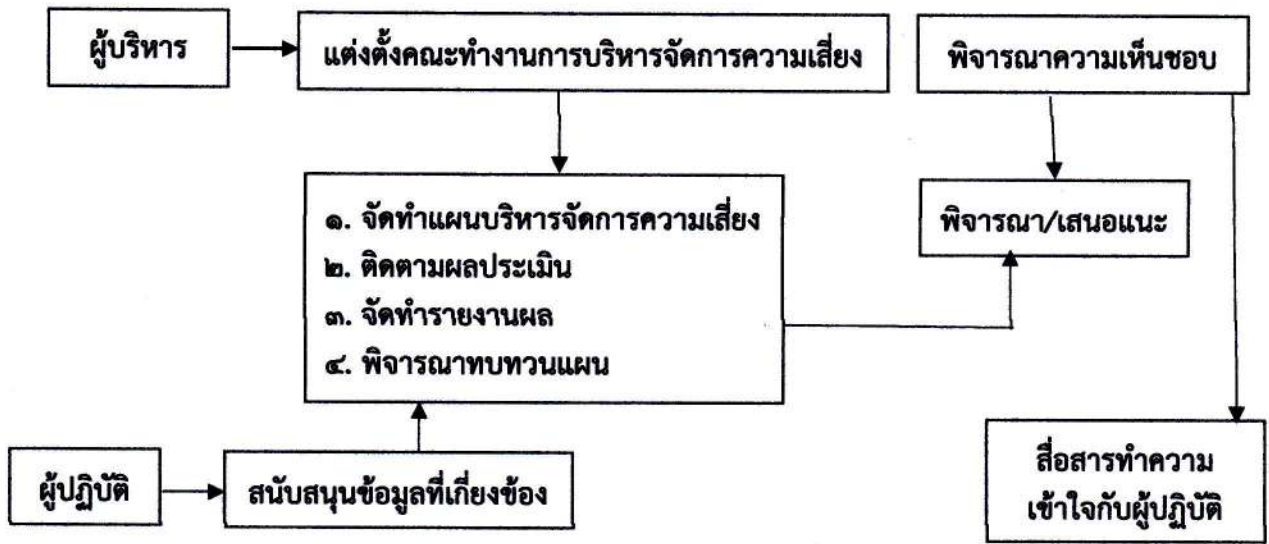 ผู้บริหาร
แต่งตั้งคณะทำงานการบริหารจัดการความเสี่ยง
พิจารณาความเห็นชอบ
๑. จัดทำแผนบริหารจัดการความเสี่ยง
๒. ติดตามผลประเมิน
๓. จัดทำรายงานผล
๔. พิจารณาทบทวนแผน
พิจารณา/เสนอแนะ
ผู้ปฏิบัติ
สนับสนุนข้อมูลที่เกี่ยงข้อง
สื่อสารทำความ
เข้าใจกับผู้ปฏิบัติ